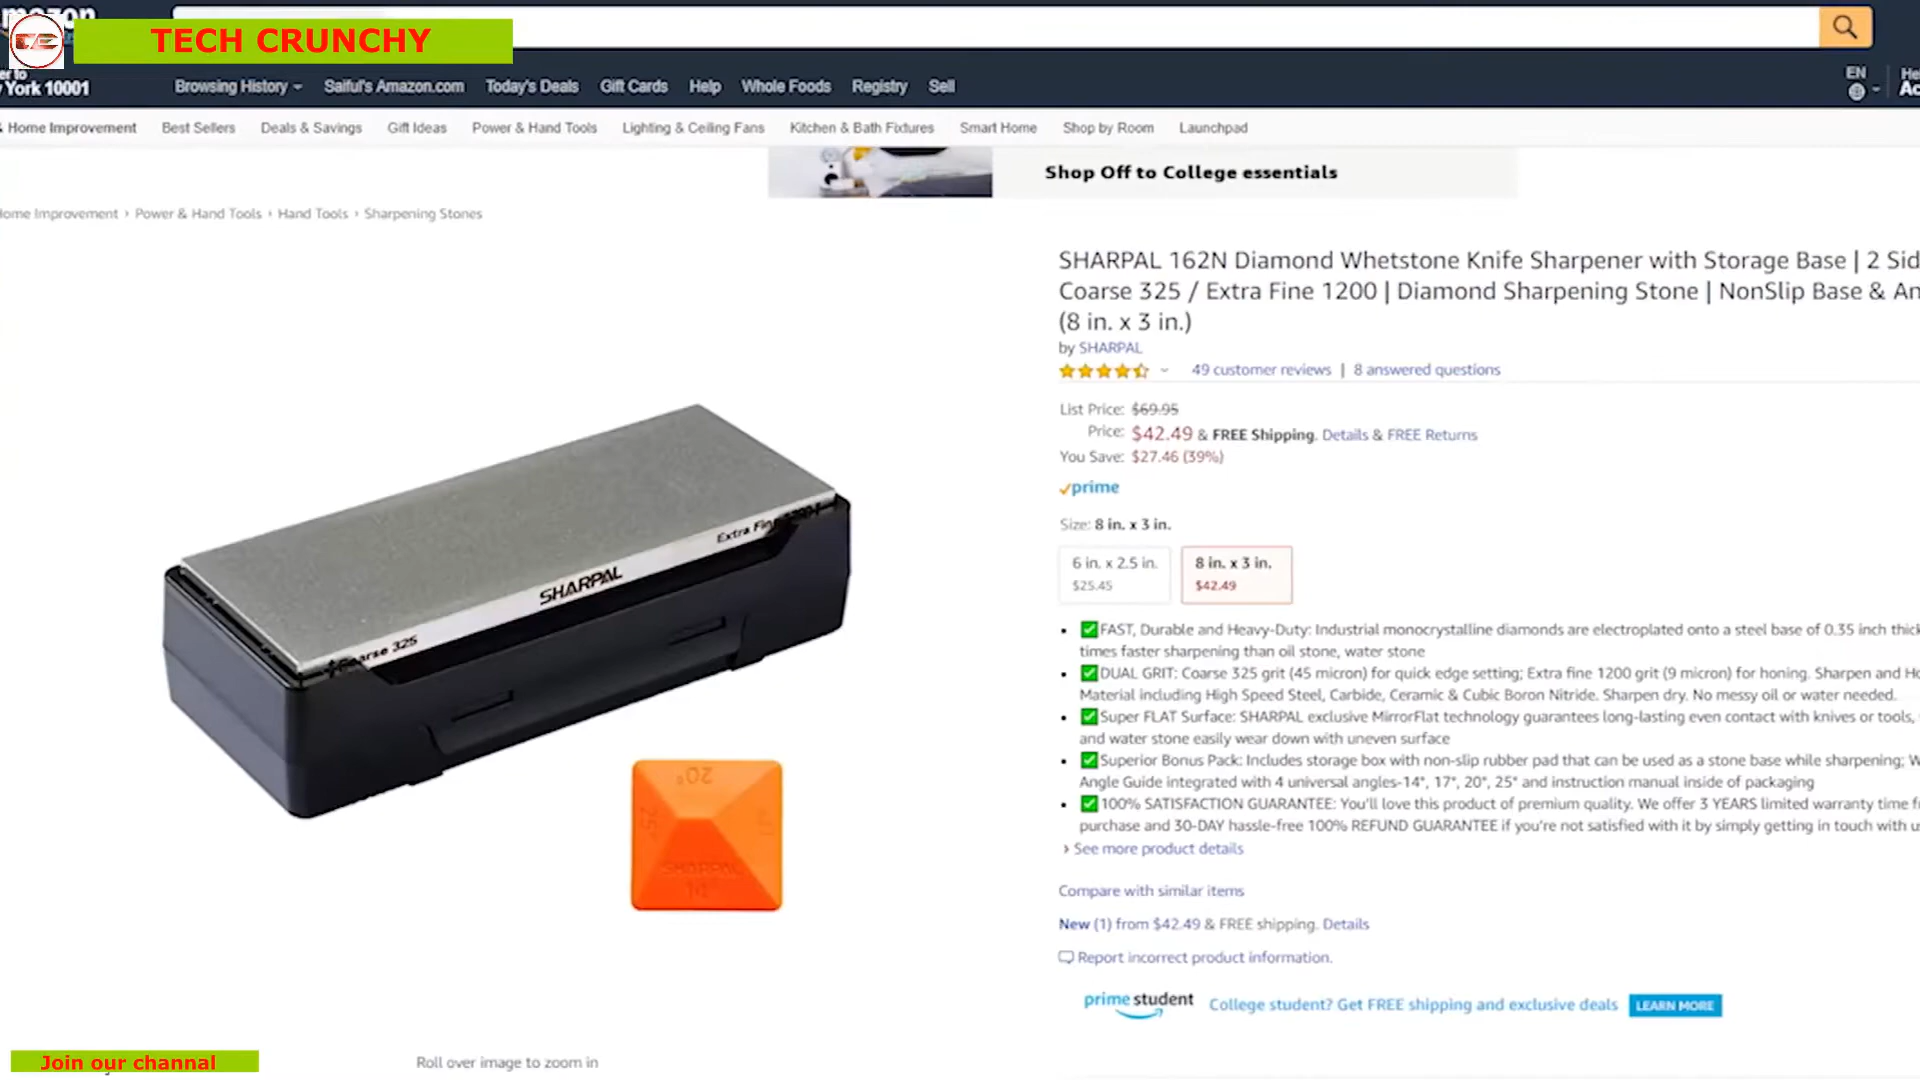 amazon
TECH CRUNCHY
York 10001
Browsing History
Saiful's Amazon.com
Today's Deals
Gift Cards
Help
Whole Foods
Registry
Sell
EN
Home Improvement
Best Sellers
Deals & Savings
Gift Ideas
Power & Hand Tools
Lighting & Ceiling Fans
Kitchen & Bath Fixtures
Smart Home
Shop by Room
Launchpad
Shop Off to College essentials
Home Improvement › Power & Hand Tools › Hand Tools › Sharpening Stones
SHARPAL 162N Diamond Whetstone Knife Sharpener with Storage Base | 2 Sid
Coarse 325 / Extra Fine 1200 | Diamond Sharpening Stone | NonSlip Base & An
(8 in. x 3 in.)
by SHARPAL
49 customer reviews | 8 answered questions
List Price: $69.95
Price: $42.49 & FREE Shipping. Details & FREE Returns
You Save: $27.46 (39%)
prime
Size: 8 in. x 3 in.
6 in. x 2.5 in.
$25.45
8 in. x 3 in.
$42.49
Extra Fine
SHARPAL
Coarse 325
FAST, Durable and Heavy-Duty: Industrial monocrystalline diamonds are electroplated onto a steel base of 0.35 inch thick
times faster sharpening than oil stone, water stone
DUAL GRIT: Coarse 325 grit (45 micron) for quick edge setting; Extra fine 1200 grit (9 micron) for honing. Sharpen and Ho
Material including High Speed Steel, Carbide, Ceramic & Cubic Boron Nitride. Sharpen dry. No messy oil or water needed.
Super FLAT Surface: SHARPAL exclusive MirrorFlat technology guarantees long-lasting even contact with knives or tools,
and water stone easily wear down with uneven surface
Superior Bonus Pack: Includes storage box with non-slip rubber pad that can be used as a stone base while sharpening; W
Angle Guide integrated with 4 universal angles-14°, 17°, 20°, 25° and instruction manual inside of packaging
100% SATISFACTION GUARANTEE: You'll love this product of premium quality. We offer 3 YEARS limited warranty time f
purchase and 30-DAY hassle-free 100% REFUND GUARANTEE if you're not satisfied with it by simply getting in touch with u
› See more product details
20°
25°
SHARPAL
14°
Compare with similar items
New (1) from $42.49 & FREE shipping. Details
Report incorrect product information.
prime student
College student? Get FREE shipping and exclusive deals
LEARN MORE
Join our channal
Roll over image to zoom in